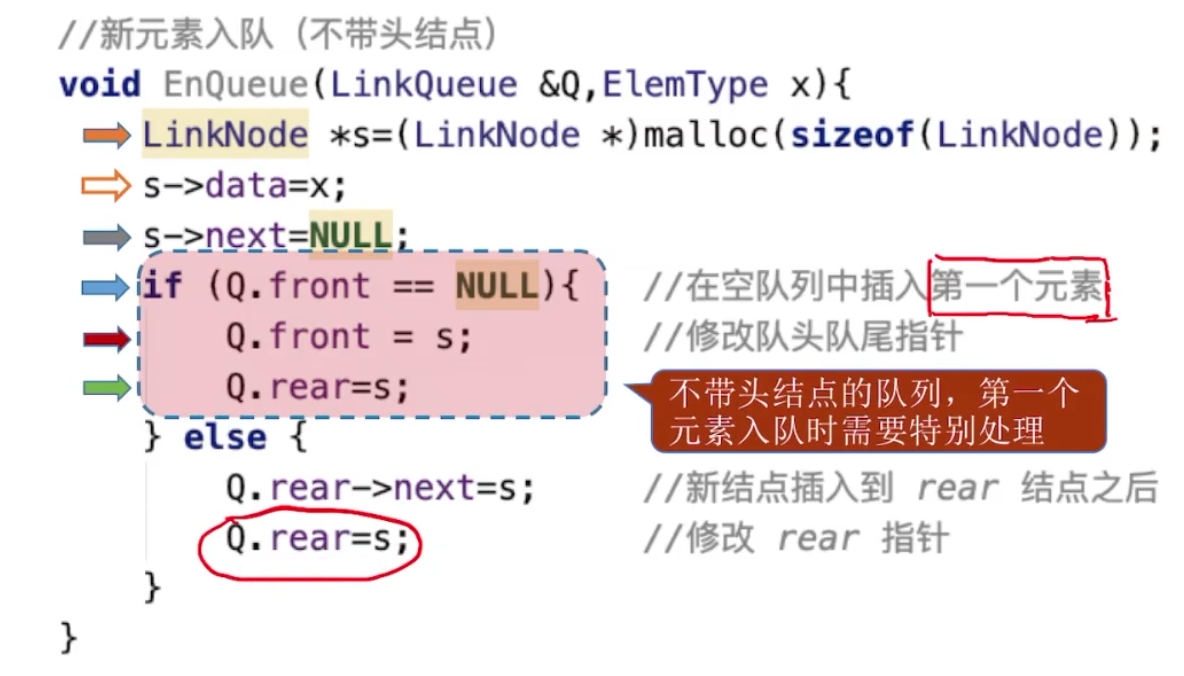 //新元素入队（不带头结点）
void EnQueue(LinkQueue &Q,ElemType x){
LinkNode *s=(LinkNode *)malloc(sizeof(LinkNode));
s->data=x;
s->next=NULL;
if (Q.front == NULL){ //在空队列中插入第一个元素
Q.front = s; //修改队头队尾指针
Q.rear=s;
不带头结点的队列，第一个
元素入队时需要特别处理
} else {
Q.rear->next=s; //新结点插入到 rear 结点之后
Q.rear=s; //修改 rear 指针
}
}